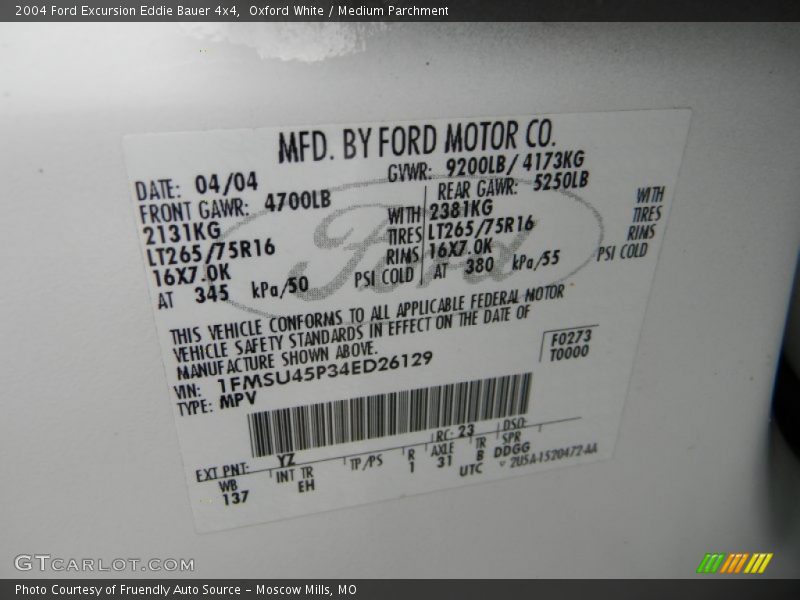 2004 Ford Excursion Eddie Bauer 4x4,  Oxford White / Medium Parchment
MFD. BY FORD MOTOR CO.
DATE: 04/04 GVWR: 9200LB/ 4173KG
FRONT GAWR: 4700LB REAR GAWR: 5250LB
2131KG WITH 2381KG WITH
LT265/75R16 TIRES LT265/75R16 TIRES
16X7.0K RIMS 16X7.0K RIMS
AT 345 kPa/50 PSI COLD AT 380 kPa/55 PSI COLD
Ford
THIS VEHICLE CONFORMS TO ALL APPLICABLE FEDERAL MOTOR
VEHICLE SAFETY STANDARDS IN EFFECT ON THE DATE OF
MANUFACTURE SHOWN ABOVE.
VIN: 1FMSU45P34ED26129
TYPE: MPV
F0273
T0000
EXT PNT: YZ RC: 23 DSO:
WB INT TR TP/PS R AXLE TR SPR
137 EH 1 31 B DDGG
UTC ▿ 2U5A-1520472-AA
GTCARLOT.COM
Photo Courtesy of Fruendly Auto Source – Moscow Mills, MO